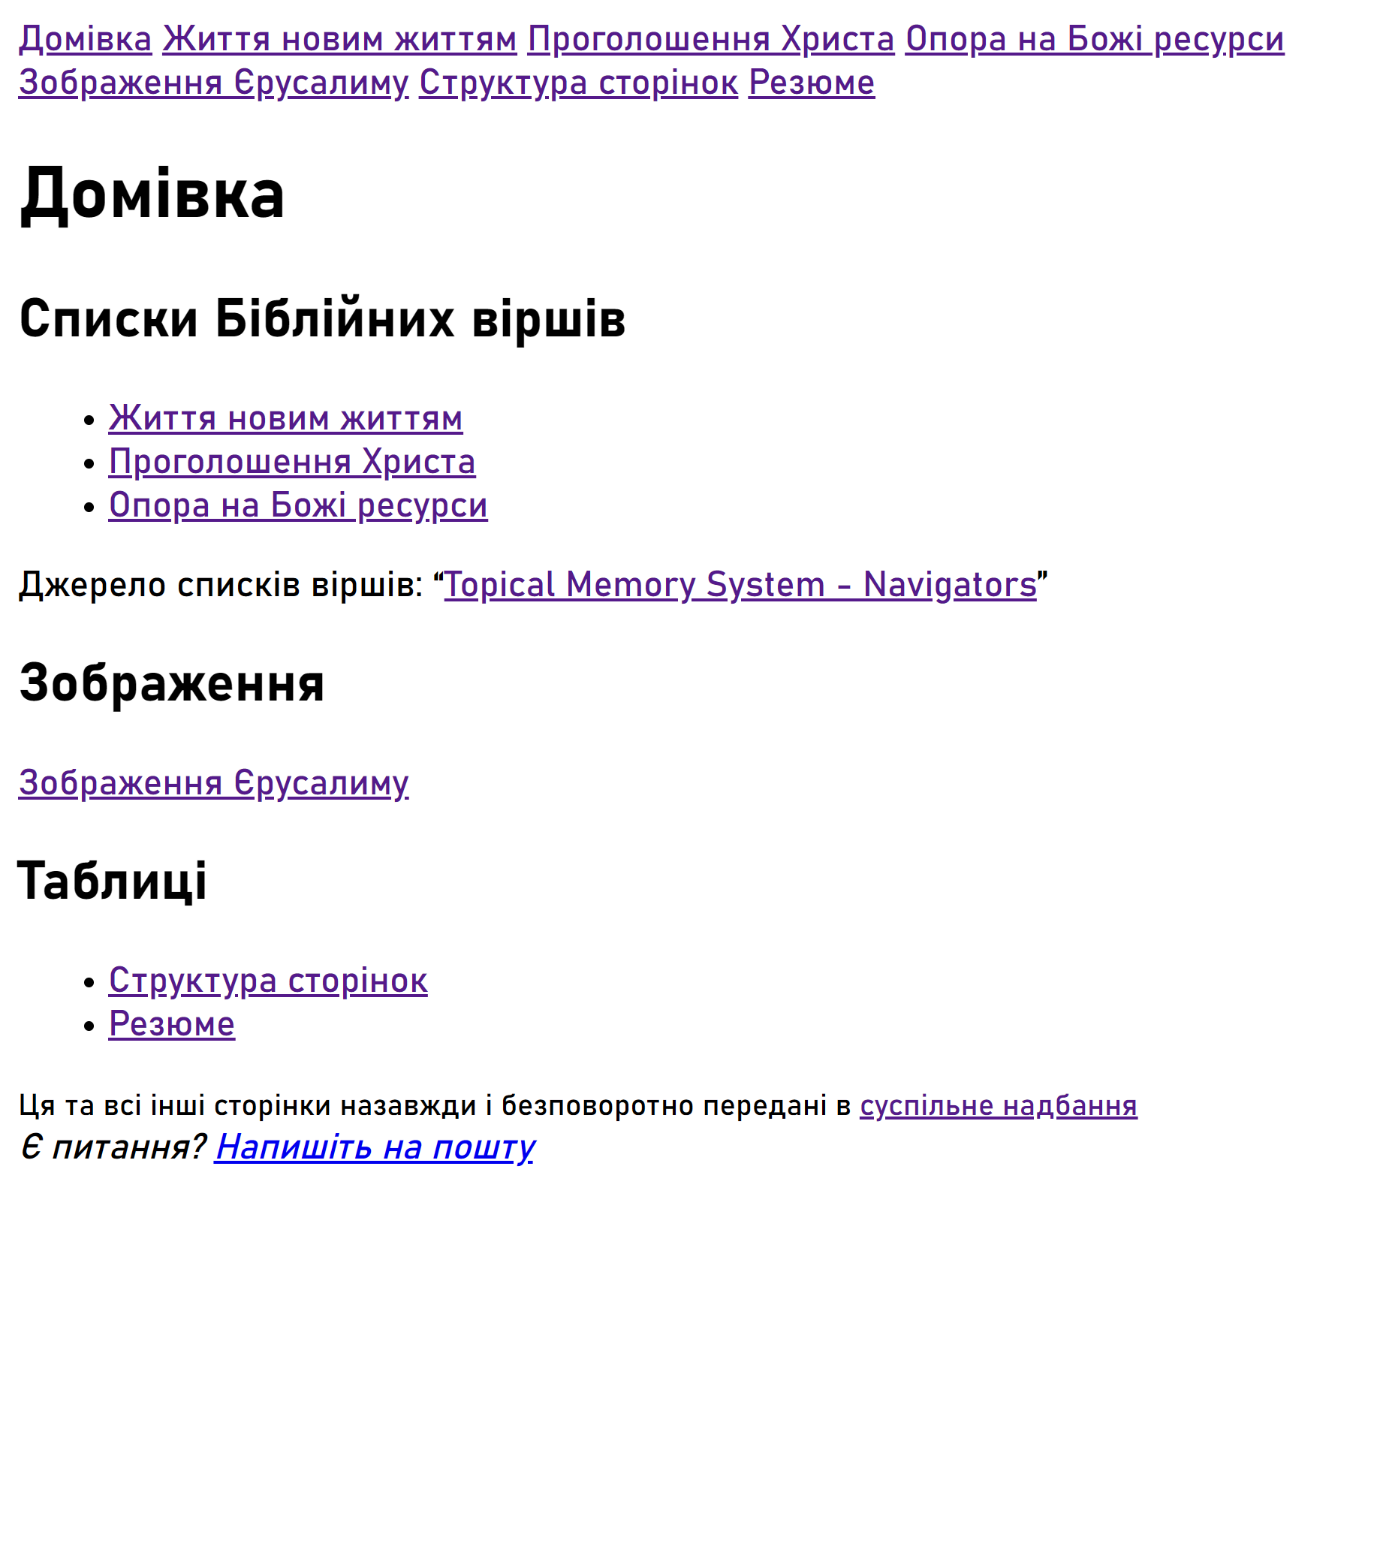 Домівка Життя новим життям Проголошення Христа Опора на Божі ресурси
Зображення Єрусалиму Структура сторінок Резюме
Домівка
Списки Біблійних віршів
• Життя новим життям
• Проголошення Христа
• Опора на Божі ресурси
Джерело списків віршів: “Topical Memory System - Navigators”
Зображення
Зображення Єрусалиму
Таблиці
• Структура сторінок
• Резюме
Ця та всі інші сторінки назавжди і безповоротно передані в суспільне надбання
Є питання? Напишіть на пошту